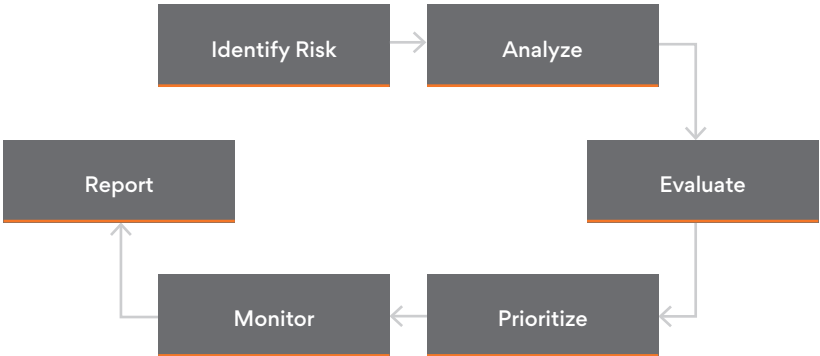 Identify Risk
Analyze
Evaluate
Prioritize
Monitor
Report